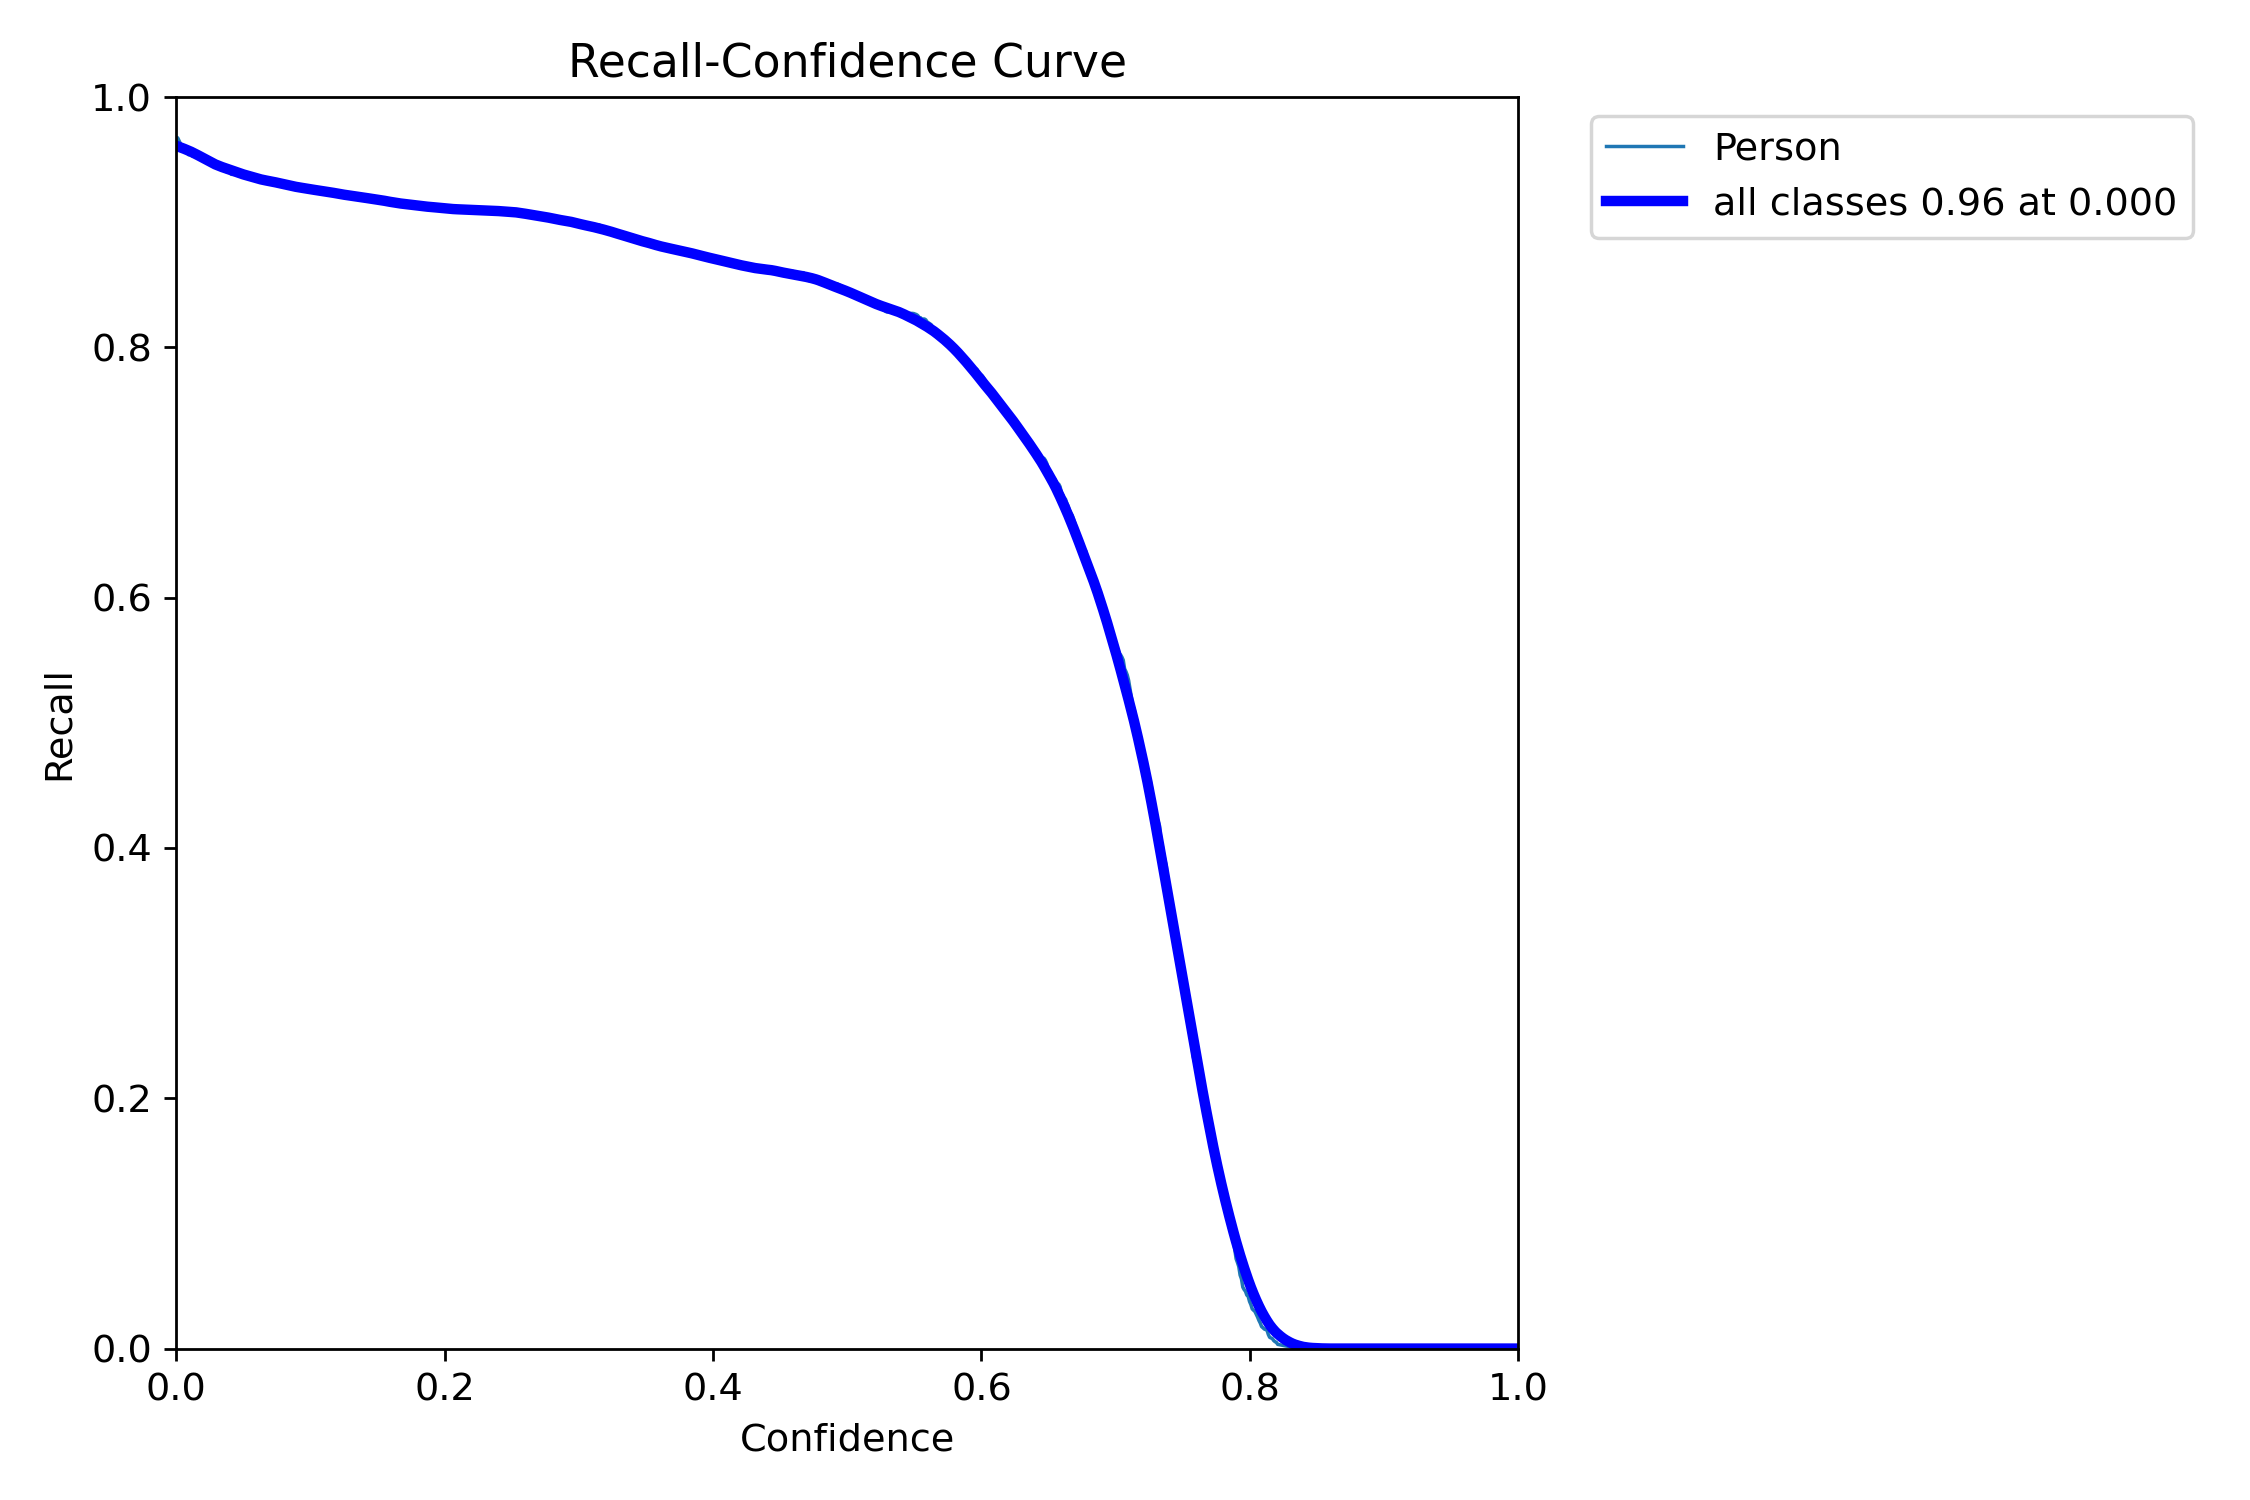 Recall-Confidence Curve
1.0
0.8
0.6
0.4
0.2
0.0
Recall
0.0 0.2 0.4 0.6 0.8 1.0
Confidence
Person
all classes 0.96 at 0.000